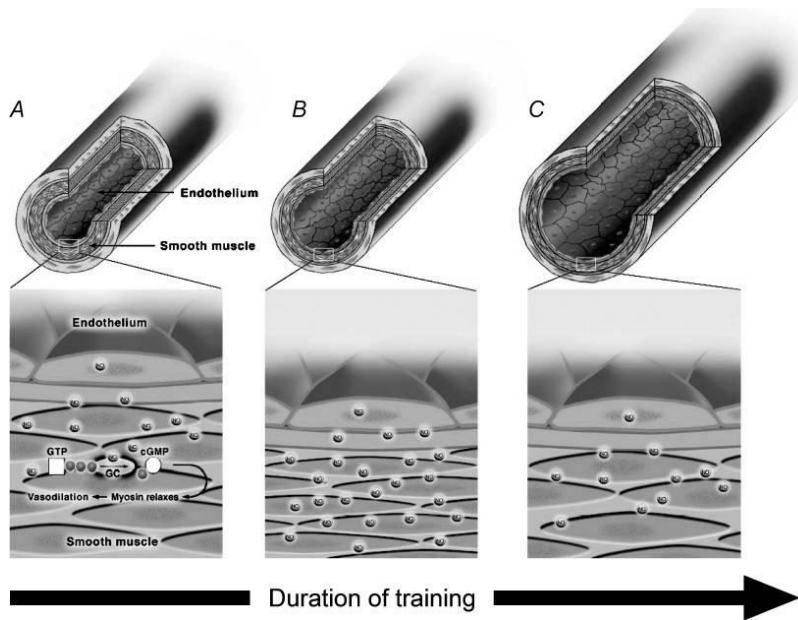 A
B
C
Endothelium
Smooth muscle
Endothelium
GTP
cGMP
GC
Vasodilation
Myosin relaxes
Smooth muscle
Duration of training